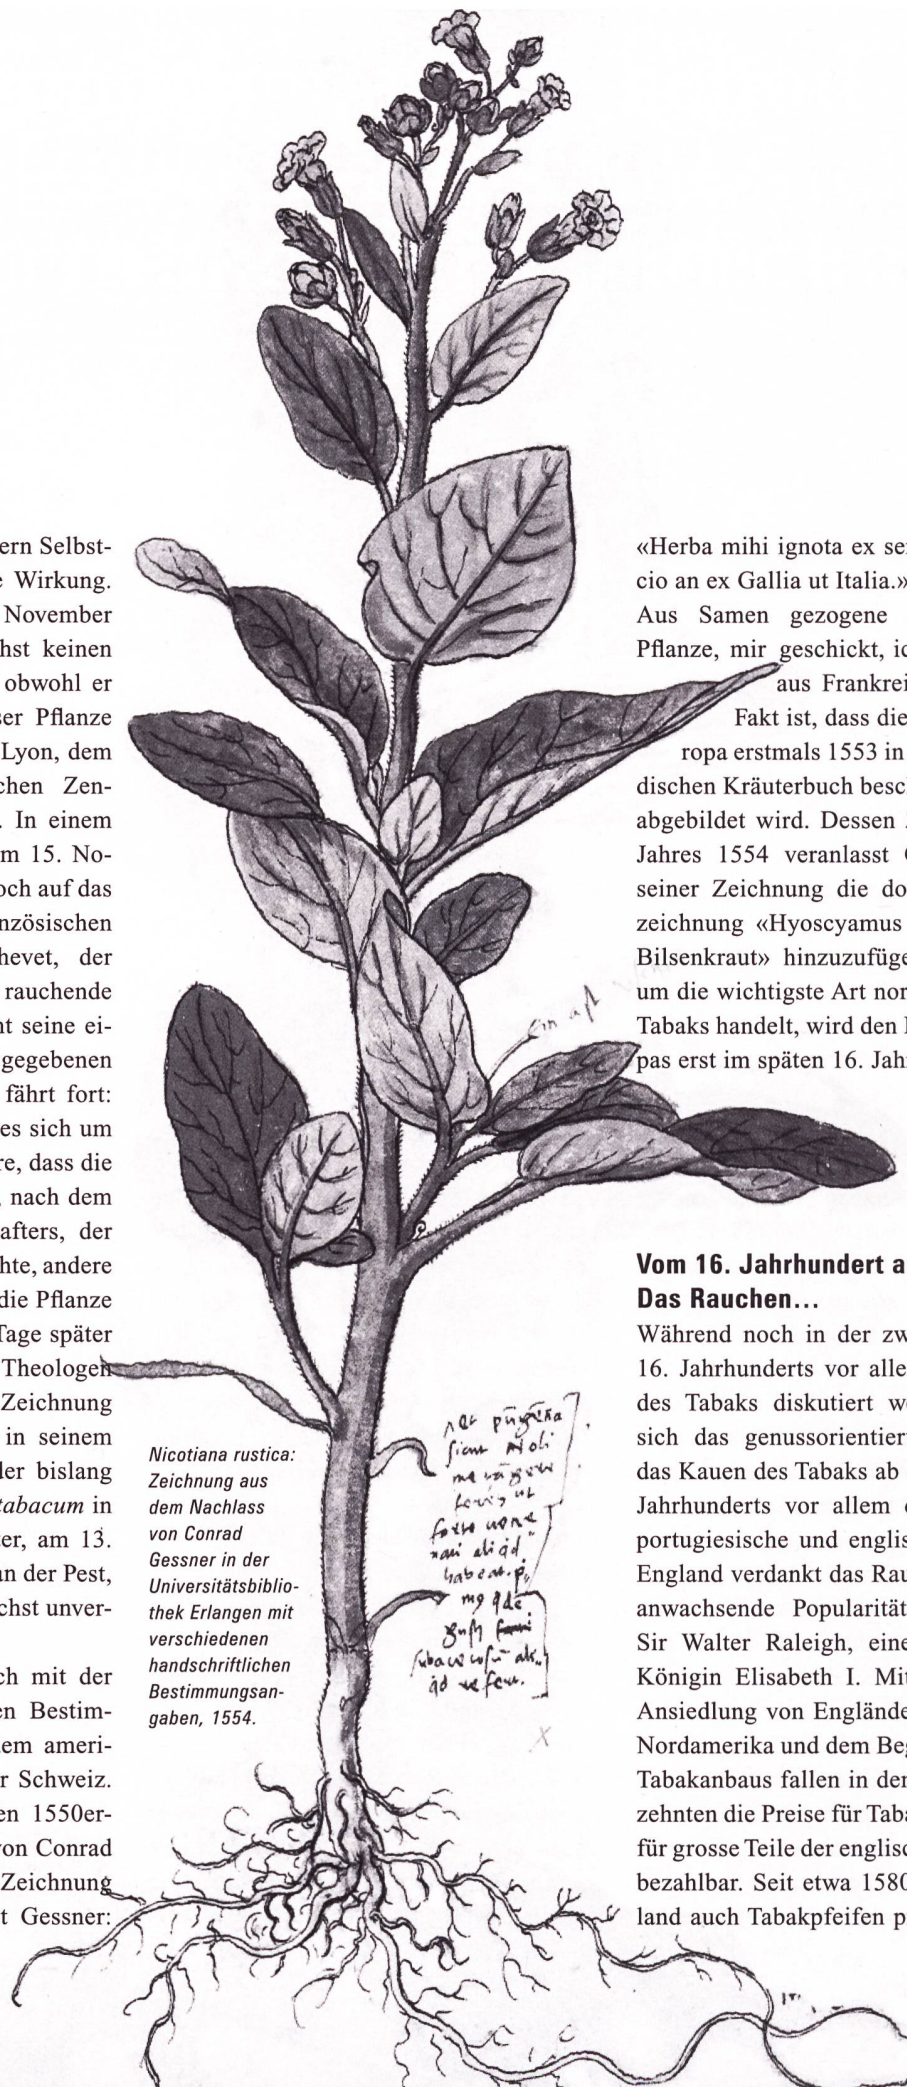 ern Selbst-
Wirkung.
November
hst keinen
obwohl er
ser Pflanze
Lyon, dem
chen Zen-
. In einem
m 15. No-
och auf das
nzösischen
hevet, der
rauchende
nt seine ei-
gegebenen
fährt fort:
es sich um
re, dass die
, nach dem
afters, der
hte, andere
die Pflanze
Tage später
Theologen
Zeichnung
in seinem
der bislang
tabacum in
ter, am 13.
an der Pest,
chst unver-
ch mit der
en Bestim-
dem ameri-
r Schweiz.
en 1550er-
von Conrad
Zeichnung
t Gessner:
Nicotiana rustica:
Zeichnung aus
dem Nachlass
von Conrad
Gessner in der
Universitätsbiblio-
thek Erlangen mit
verschiedenen
handschriftlichen
Bestimmungsan-
gaben, 1554.
«Herba mihi ignota ex se
cio an ex Gallia ut Italia.»
Aus Samen gezogene
Pflanze, mir geschickt, ic
aus Frankrei
Fakt ist, dass die
ropa erstmals 1553 in
dischen Kräuterbuch besc
abgebildet wird. Dessen
Jahres 1554 veranlasst
seiner Zeichnung die do
zeichnung «Hyoscyamus
Bilsenkraut» hinzuzufüge
um die wichtigste Art nor
Tabaks handelt, wird den
pas erst im späten 16. Jah
Vom 16. Jahrhundert a
Das Rauchen...
Während noch in der zw
16. Jahrhunderts vor alle
des Tabaks diskutiert w
sich das genussorientier
das Kauen des Tabaks ab
Jahrhunderts vor allem
portugiesische und englis
England verdankt das Rau
anwachsende Popularität
Sir Walter Raleigh, eine
Königin Elisabeth I. Mit
Ansiedlung von Englände
Nordamerika und dem Beg
Tabakanbaus fallen in der
zehnten die Preise für Taba
für grosse Teile der englisc
bezahlbar. Seit etwa 1580
land auch Tabakpfeifen p